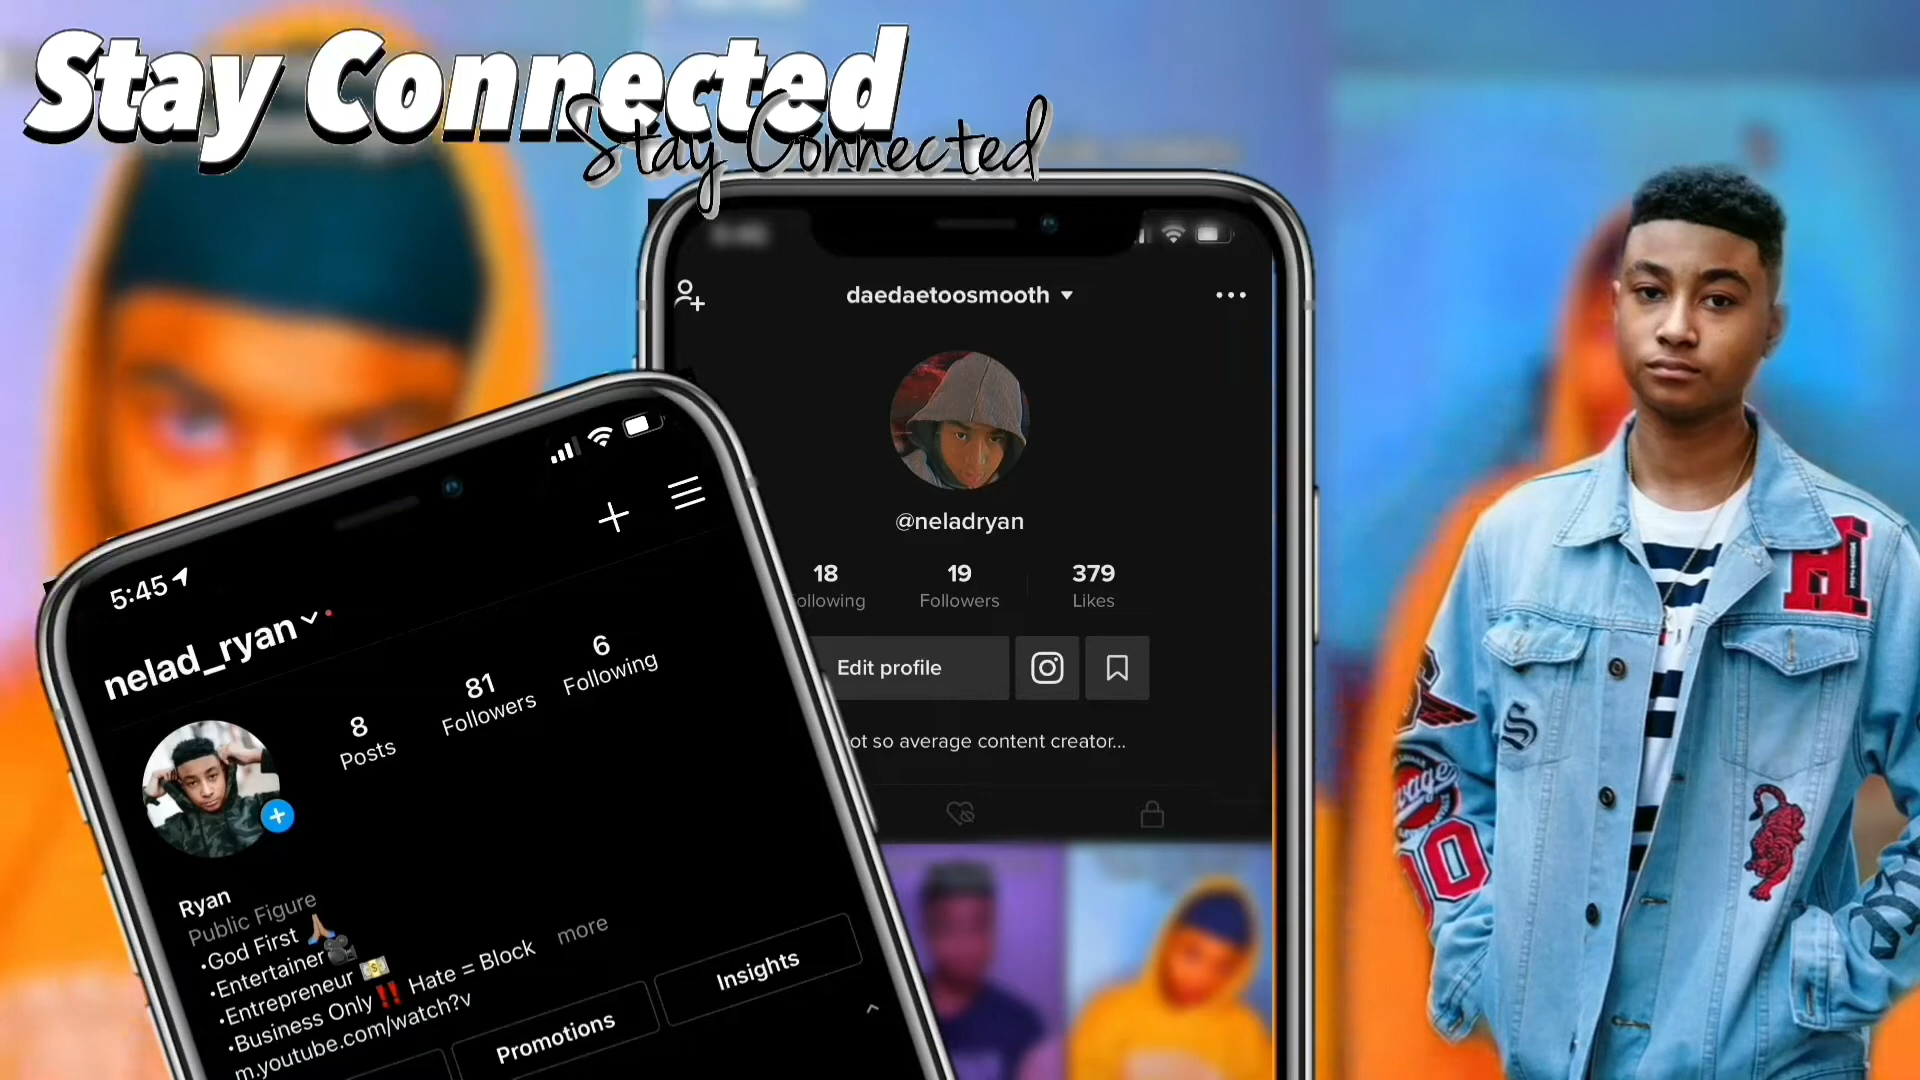 Stay Connected
Stay Connected
daedaetoosmooth
@neladryan
18 19 379
ollowing Followers Likes
Edit profile
ot so average content creator...
5:45
nelad_ryan
8 81 6
Posts Followers Following
Ryan
Public Figure
•God First 🙏🏽
•Entertainer🎥
•Entrepreneur 💵
•Business Only‼️ Hate = Block more
m.youtube.com/watch?v
Promotions Insights
H
S